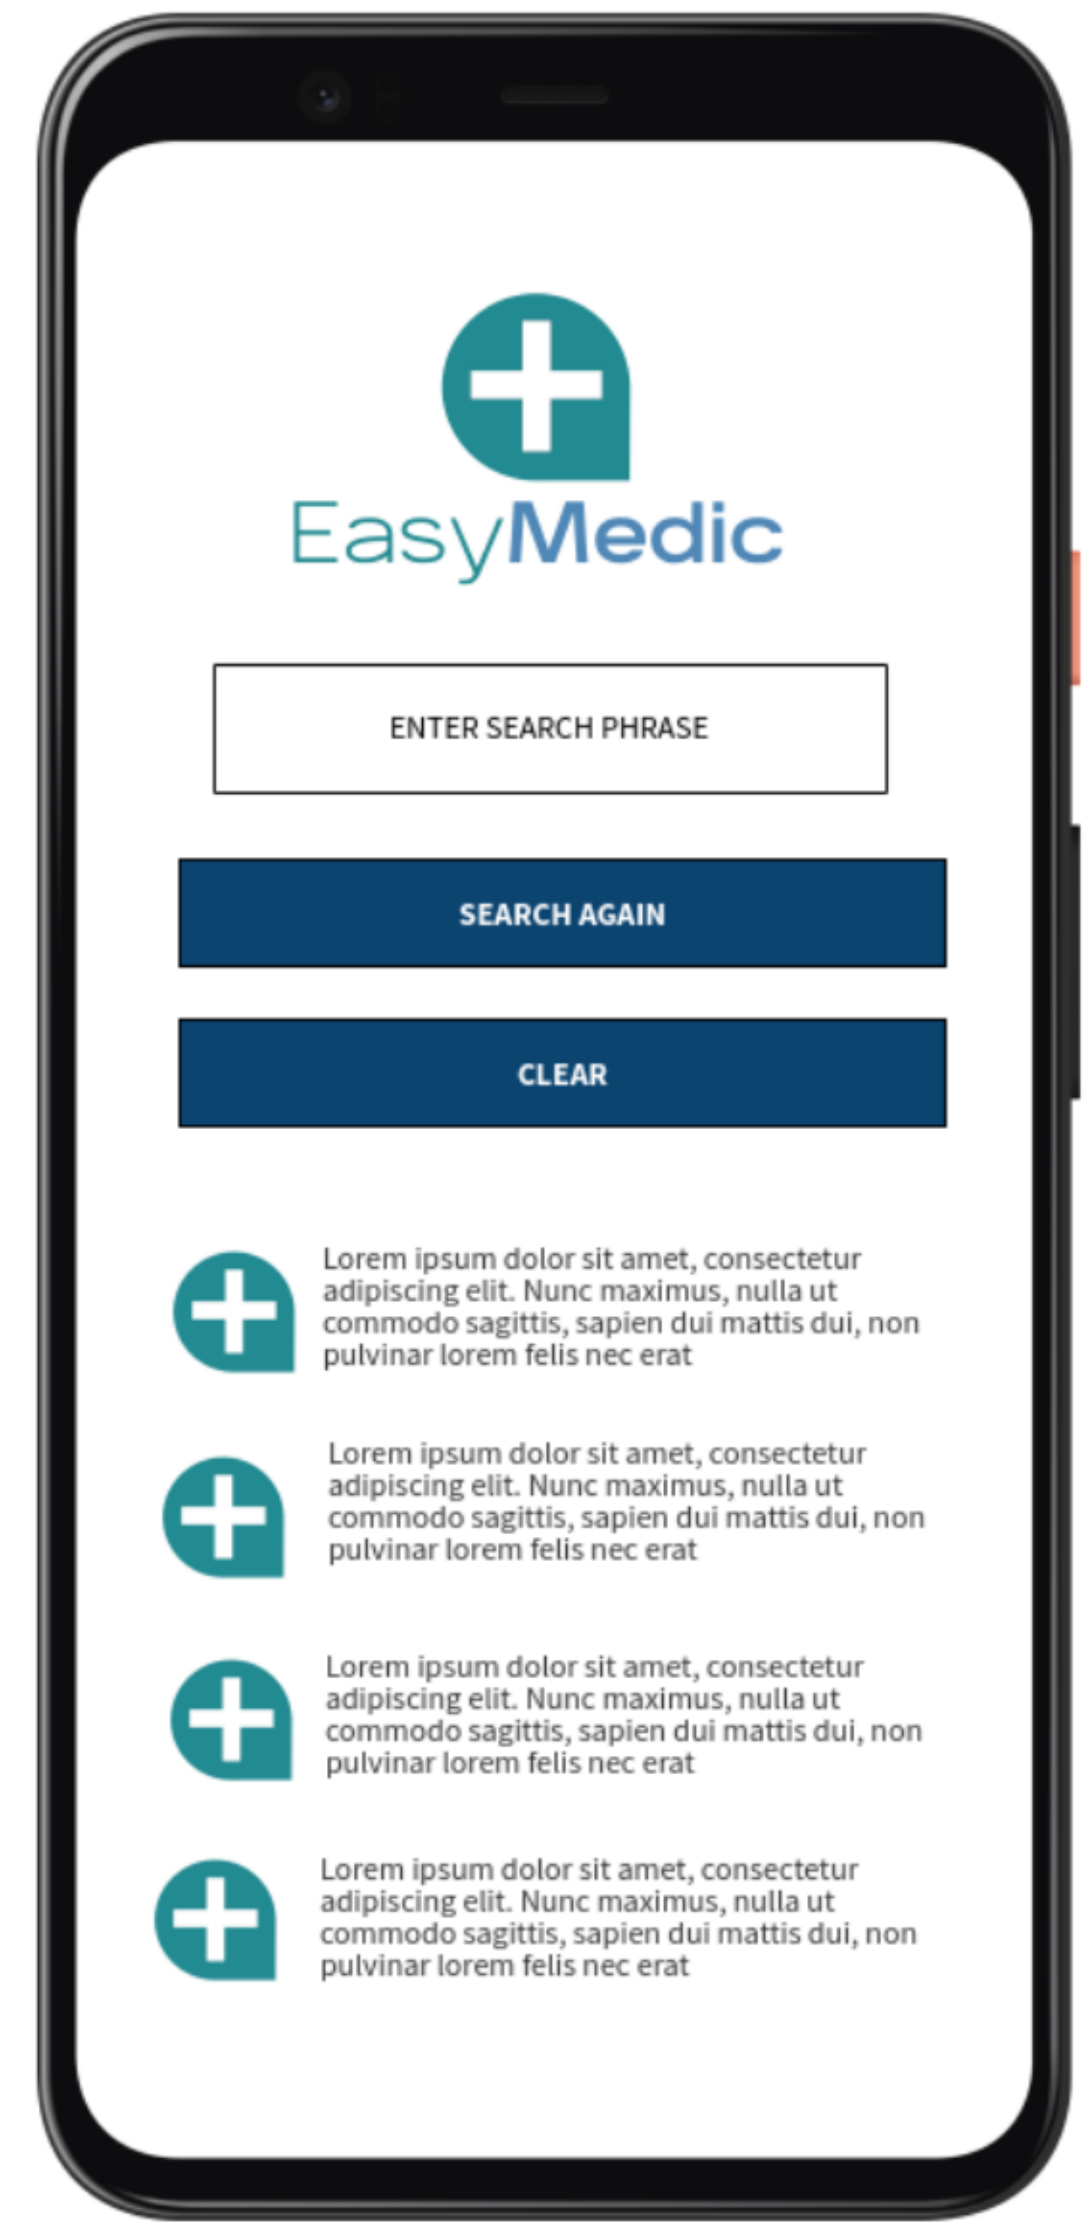 EasyMedic
ENTER SEARCH PHRASE
SEARCH AGAIN
CLEAR
Lorem ipsum dolor sit amet, consectetur
adipiscing elit. Nunc maximus, nulla ut
commodo sagittis, sapien dui mattis dui, non
pulvinar lorem felis nec erat
Lorem ipsum dolor sit amet, consectetur
adipiscing elit. Nunc maximus, nulla ut
commodo sagittis, sapien dui mattis dui, non
pulvinar lorem felis nec erat
Lorem ipsum dolor sit amet, consectetur
adipiscing elit. Nunc maximus, nulla ut
commodo sagittis, sapien dui mattis dui, non
pulvinar lorem felis nec erat
Lorem ipsum dolor sit amet, consectetur
adipiscing elit. Nunc maximus, nulla ut
commodo sagittis, sapien dui mattis dui, non
pulvinar lorem felis nec erat